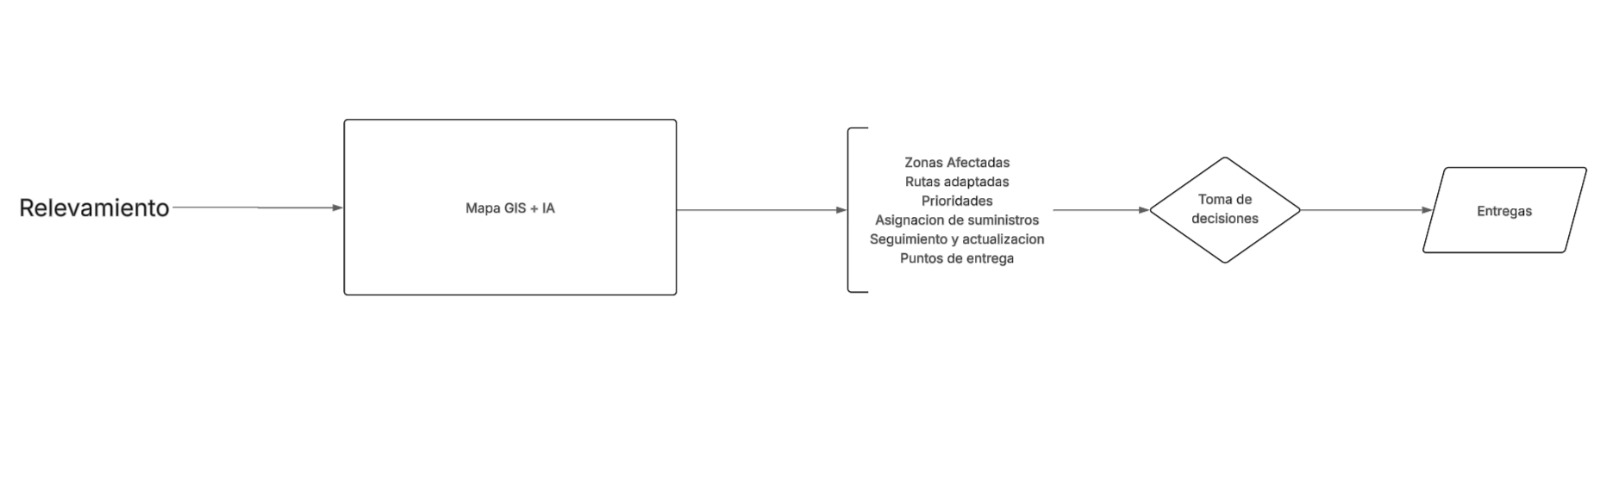 Relevamiento
Mapa GIS + IA
Zonas Afectadas
Rutas adaptadas
Prioridades
Asignacion de suministros
Seguimiento y actualizacion
Puntos de entrega
Toma de
decisiones
Entregas